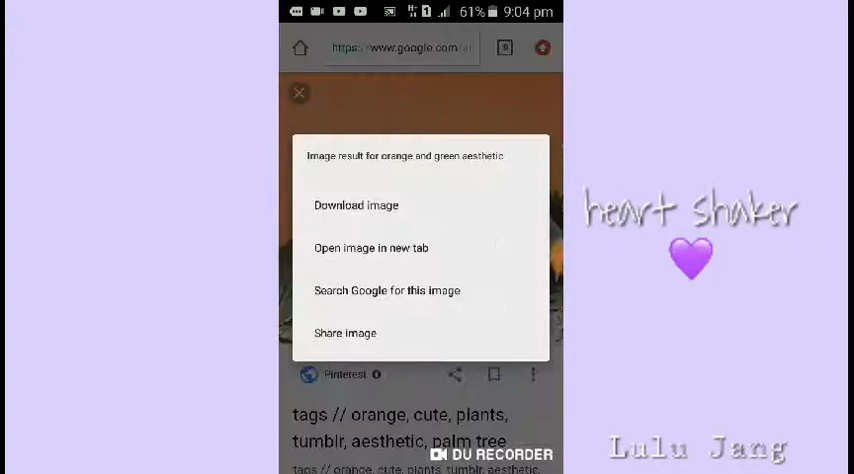 61% 9:04 pm
https://www.google.com
Image result for orange and green aesthetic
Download image
Open image in new tab
Search Google for this image
Share image
Pinterest
tags // orange, cute, plants,
tumblr, aesthetic, palm tree
tags // orange, cute, plants, tumblr, aesthetic,
DU RECORDER
heart shaker
Lulu Jang